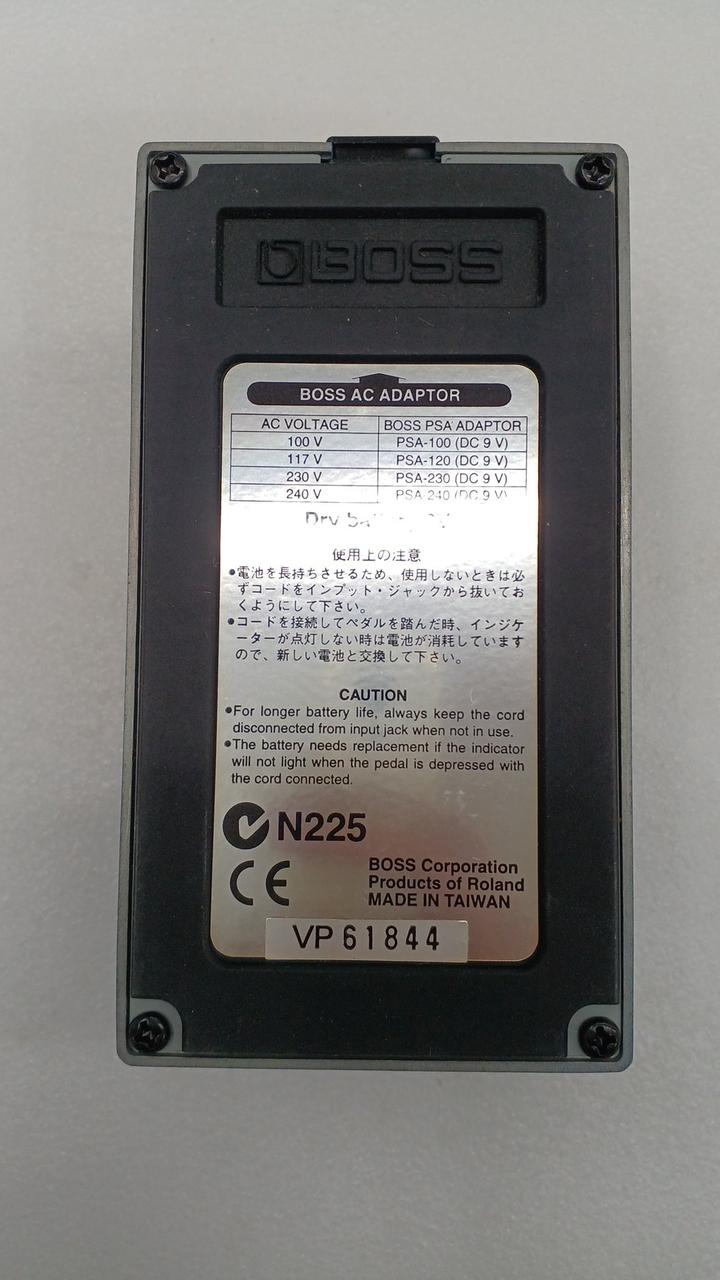 BOSS
BOSS AC ADAPTOR
AC VOLTAGE BOSS PSA ADAPTOR
100 V PSA-100 (DC 9 V)
117 V PSA-120 (DC 9 V)
230 V PSA-230 (DC 9 V)
240 V PSA-240 (DC 9 V)
Dry
使用上の注意
●電池を長持ちさせるため、使用しないときは必
ずコードをインプット・ジャックから抜いてお
くようにして下さい。
●コードを接続してペダルを踏んだ時、インジケ
ーターが点灯しない時は電池が消耗しています
ので、新しい電池と交換して下さい。
CAUTION
●For longer battery life, always keep the cord
disconnected from input jack when not in use.
●The battery needs replacement if the indicator
will not light when the pedal is depressed with
the cord connected.
N225
CE
BOSS Corporation
Products of Roland
MADE IN TAIWAN
VP 61844